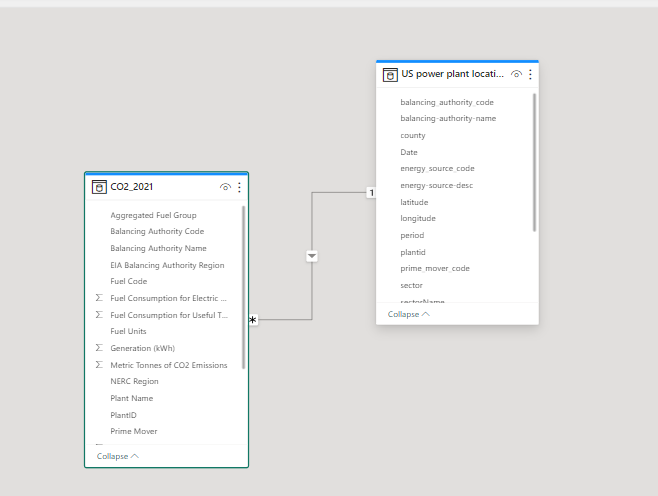 US power plant locati...
balancing_authority_code
balancing-authority-name
county
Date
energy_source_code
energy-source-desc
latitude
longitude
period
plantid
prime_mover_code
sector
sectorName
Collapse
1
*
CO2_2021
Aggregated Fuel Group
Balancing Authority Code
Balancing Authority Name
EIA Balancing Authority Region
Fuel Code
Σ Fuel Consumption for Electric ...
Σ Fuel Consumption for Useful T...
Fuel Units
Σ Generation (kWh)
Σ Metric Tonnes of CO2 Emissions
NERC Region
Plant Name
PlantID
Prime Mover
Collapse